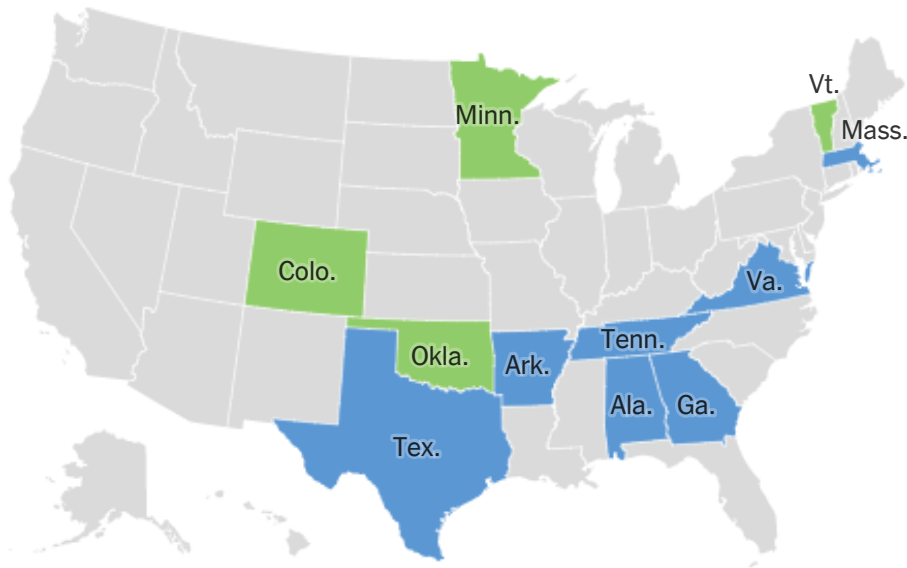 Vt.
Minn.
Mass.
Colo.
Va.
Tenn.
Okla.
Ark.
Ala.
Ga.
Tex.